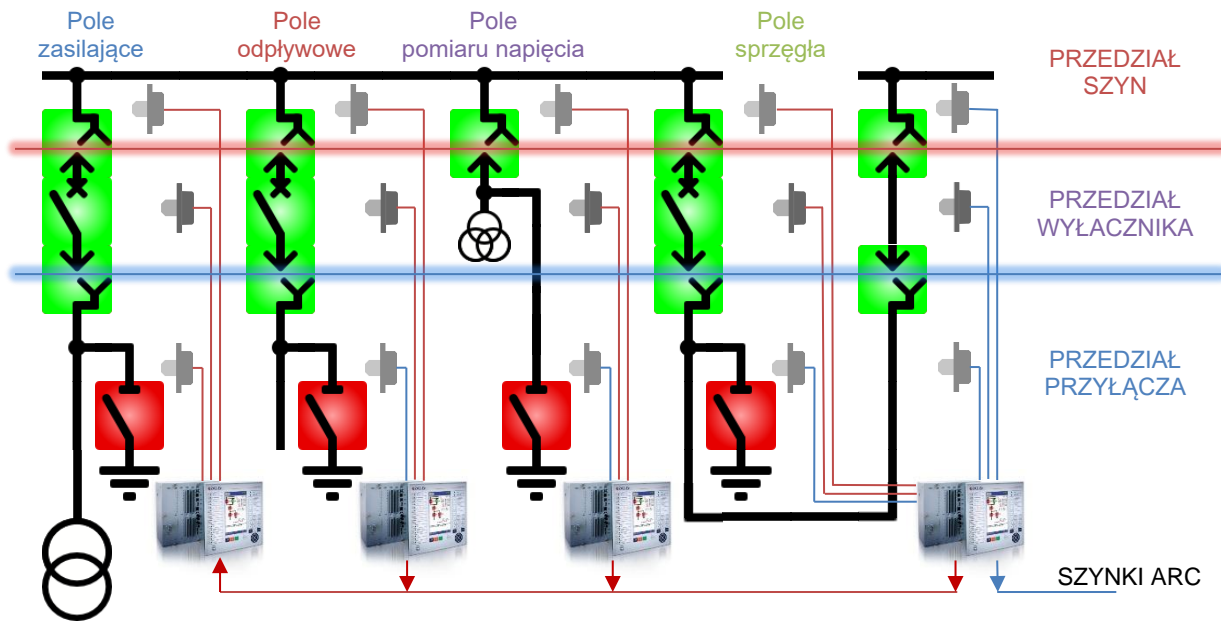 Pole
zasilające
Pole
odpływowe
Pole
pomiaru napięcia
Pole
sprzęgła
PRZEDZIAŁ
SZYN
PRZEDZIAŁ
WYŁACZNIKA
PRZEDZIAŁ
PRZYŁĄCZA
SZYNKI ARC